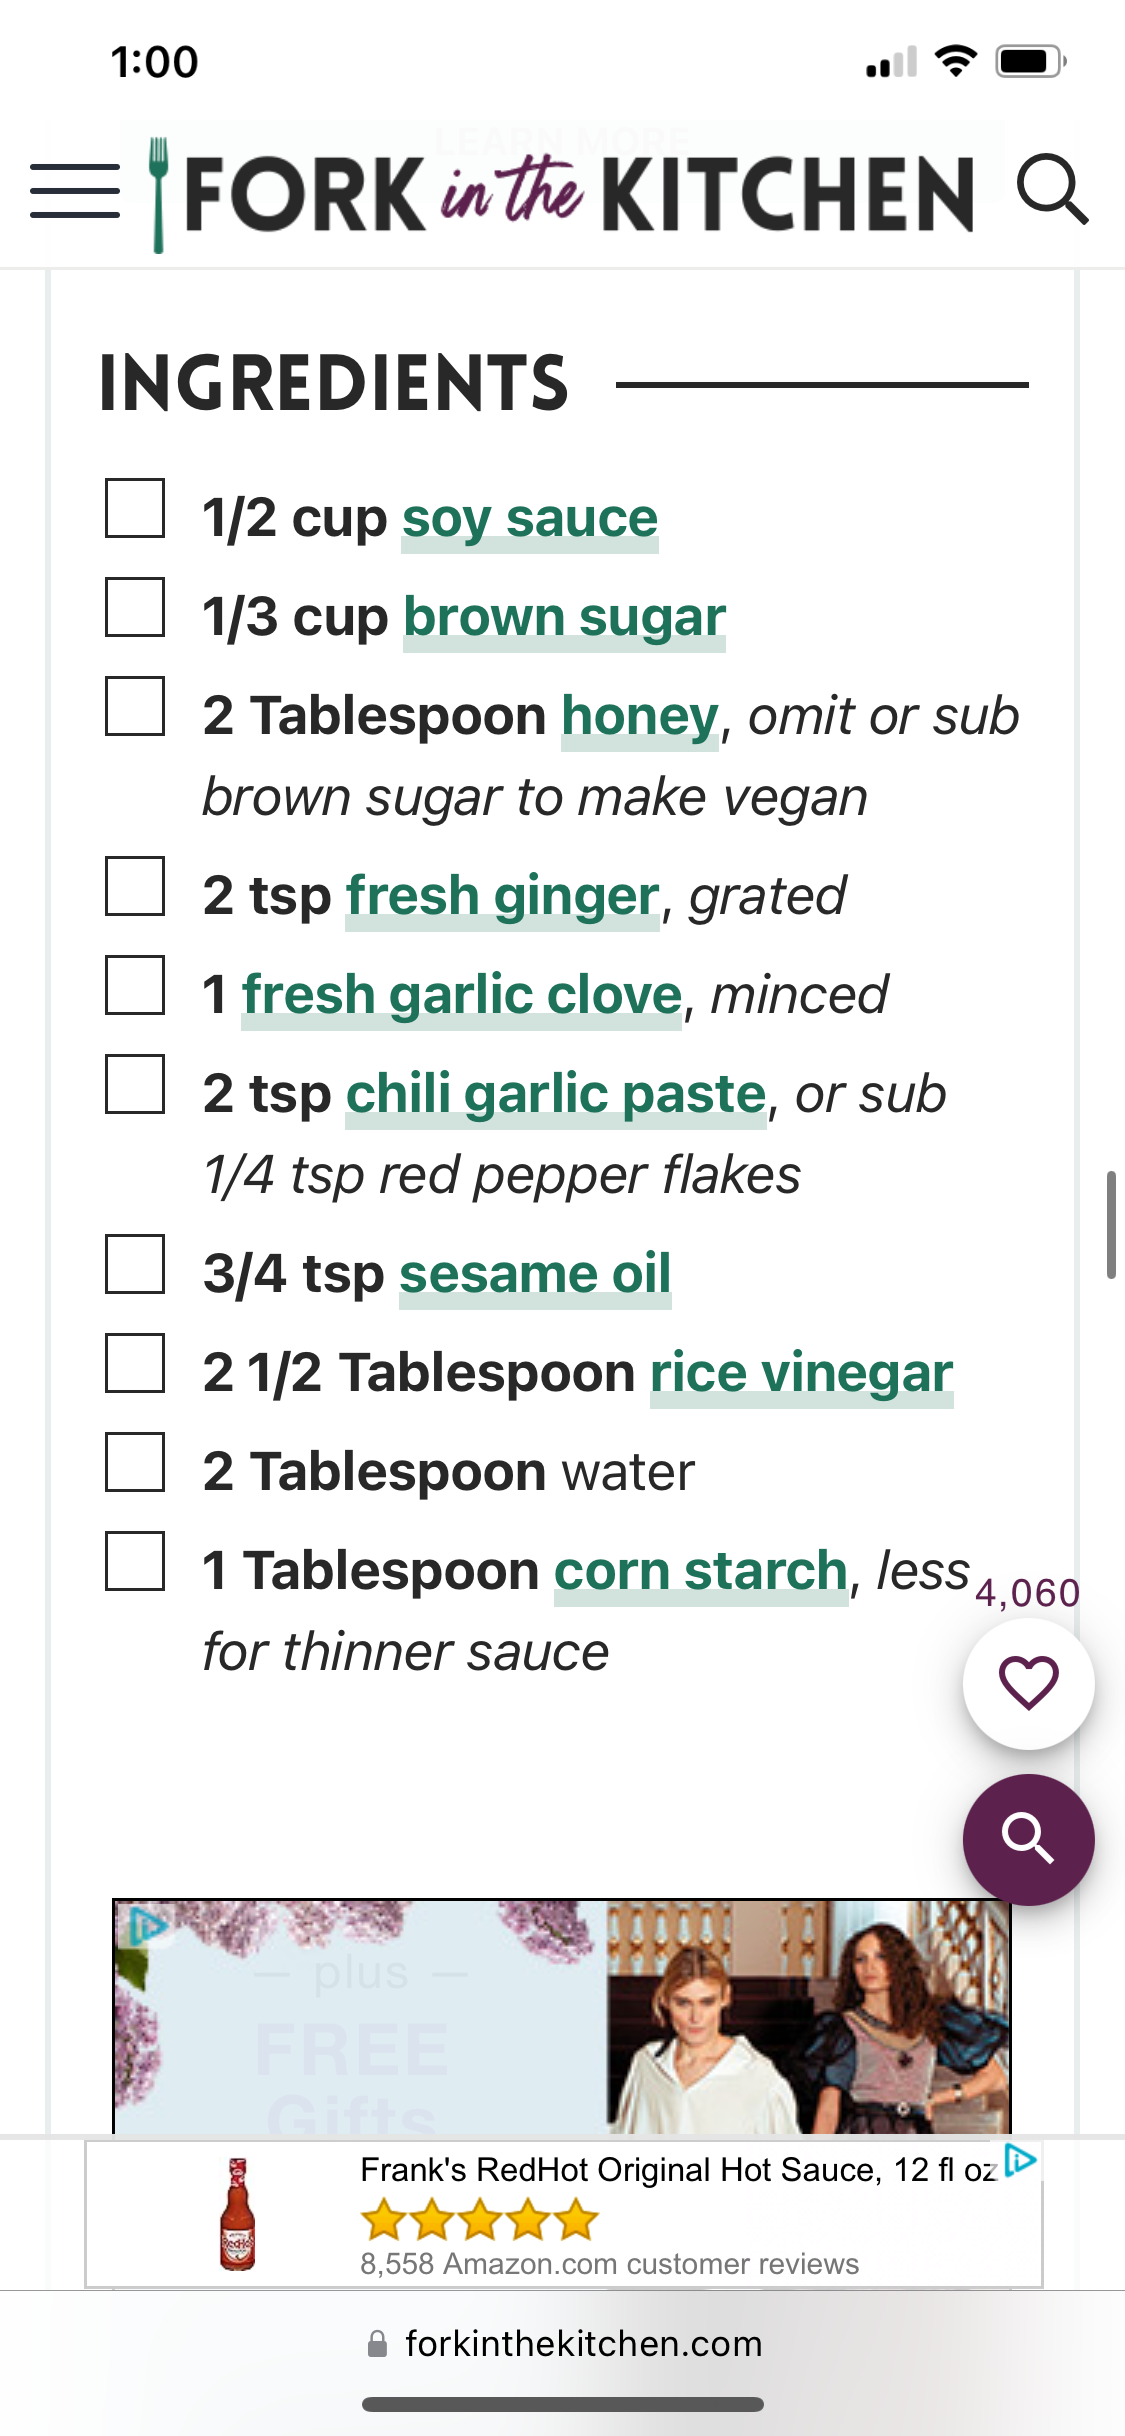 1:00
LEARN MORE
FORK in the KITCHEN
INGREDIENTS
1/2 cup soy sauce
1/3 cup brown sugar
2 Tablespoon honey, omit or sub
brown sugar to make vegan
2 tsp fresh ginger, grated
1 fresh garlic clove, minced
2 tsp chili garlic paste, or sub
1/4 tsp red pepper flakes
3/4 tsp sesame oil
2 1/2 Tablespoon rice vinegar
2 Tablespoon water
1 Tablespoon corn starch, less
for thinner sauce
4,060
— plus —
FREE
Gifts
Frank's RedHot Original Hot Sauce, 12 fl oz
RedHot
8,558 Amazon.com customer reviews
forkinthekitchen.com